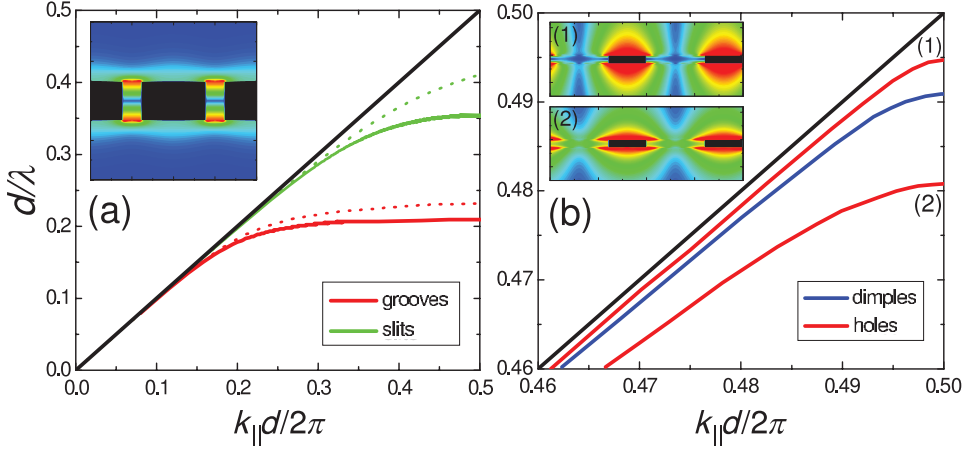 0.5
0.4
0.3
0.2
0.1
0.0
d/λ
(a)
grooves
slits
0.0 0.1 0.2 0.3 0.4 0.5
k||d/2π
0.50
0.49
0.48
0.47
0.46
(1)
(2)
(b)
(1)
(2)
dimples
holes
0.46 0.47 0.48 0.49 0.50
k||d/2π